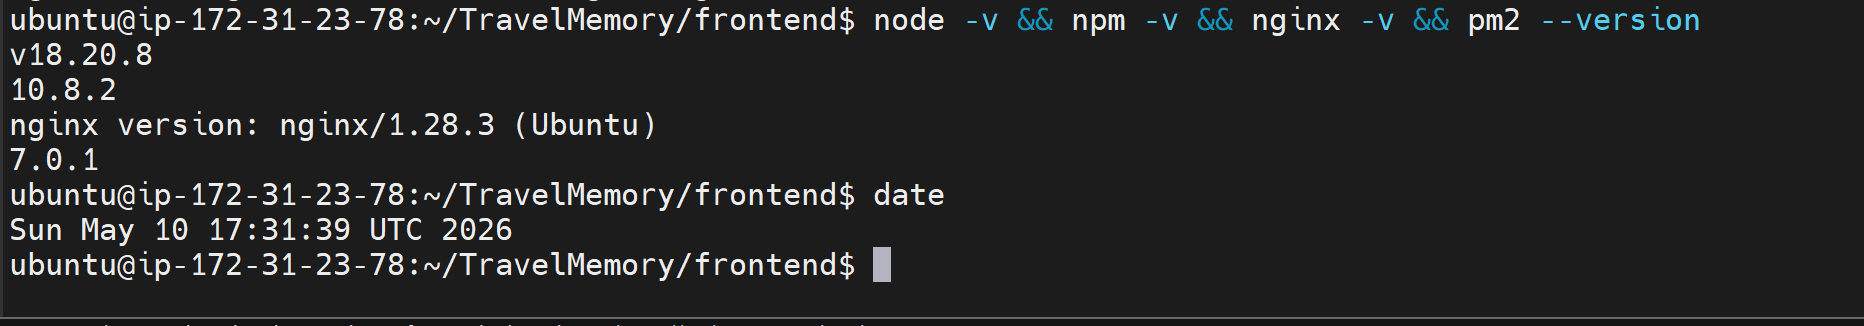 ubuntu@ip-172-31-23-78:~/TravelMemory/frontend$ node -v && npm -v && nginx -v && pm2 --version
v18.20.8
10.8.2
nginx version: nginx/1.28.3 (Ubuntu)
7.0.1
ubuntu@ip-172-31-23-78:~/TravelMemory/frontend$ date
Sun May 10 17:31:39 UTC 2026
ubuntu@ip-172-31-23-78:~/TravelMemory/frontend$